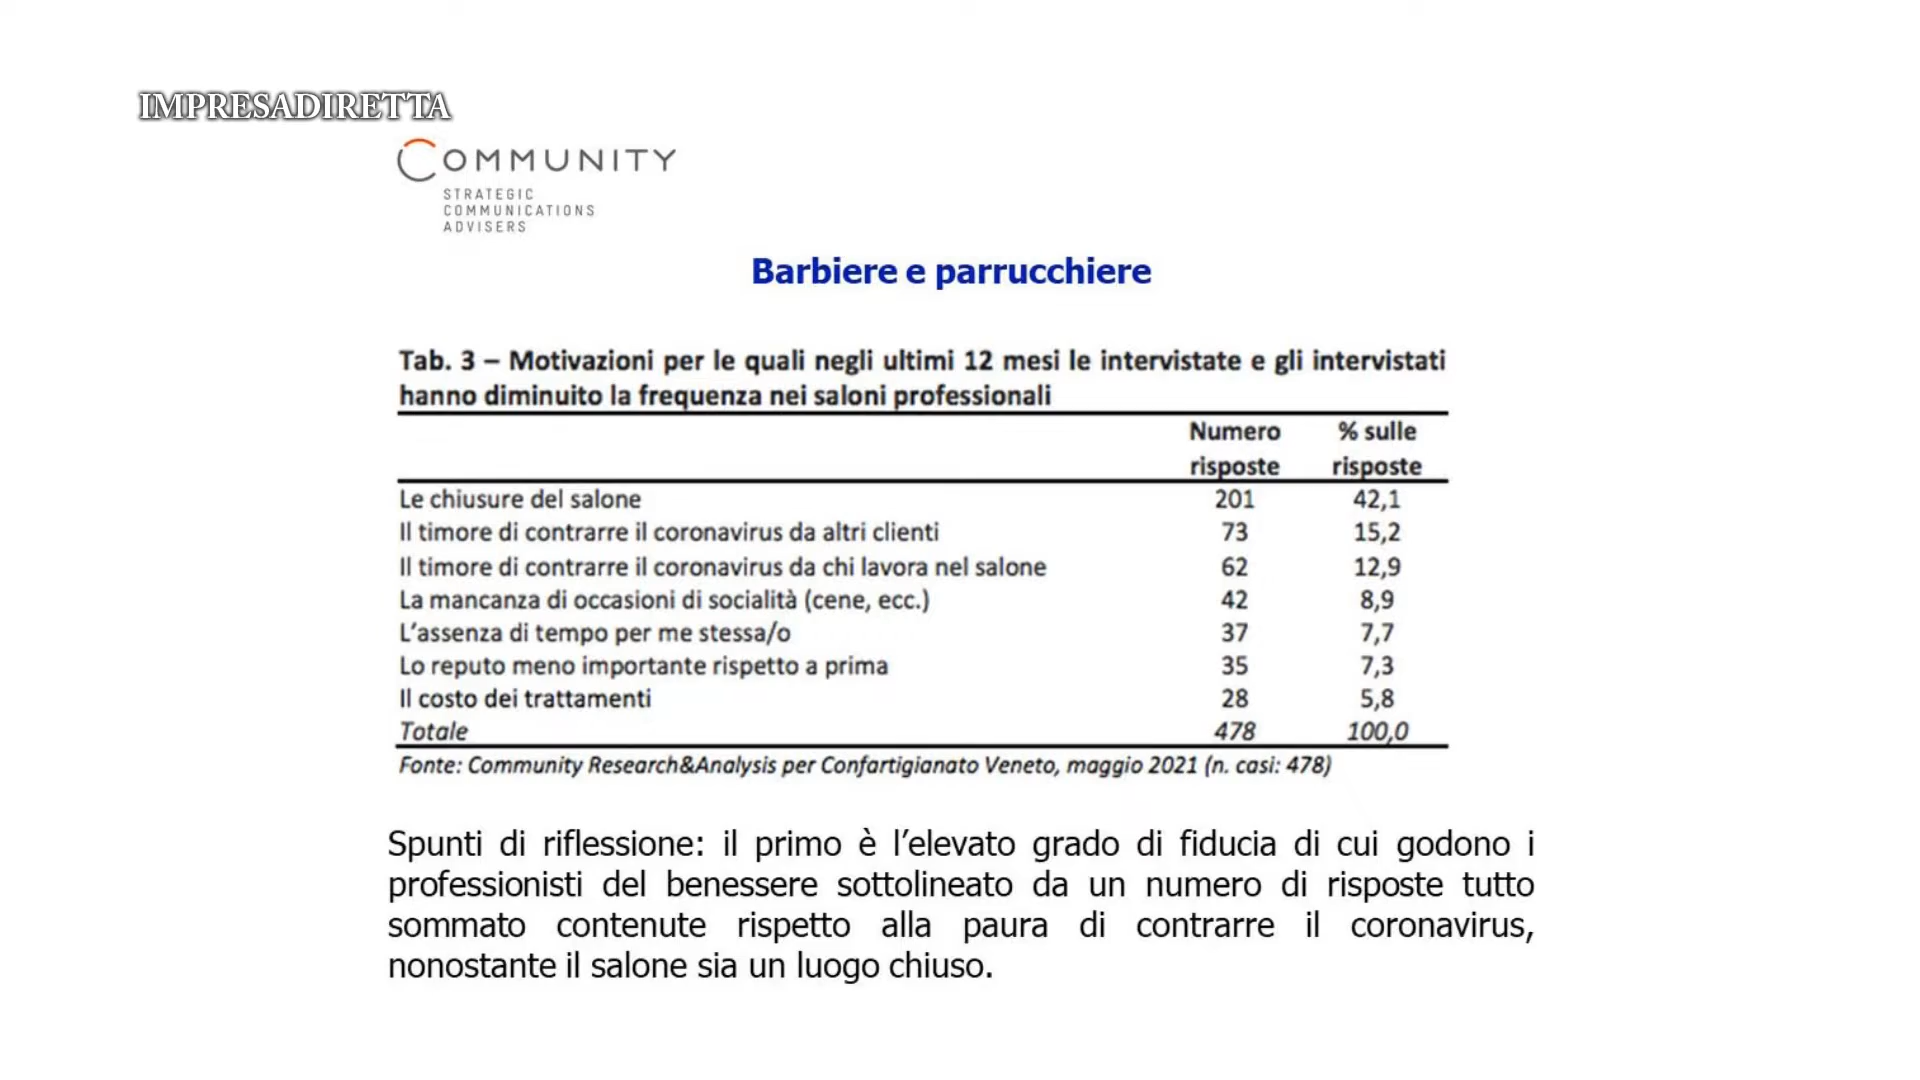 IMPRESADIRETTA
COMMUNITY
STRATEGIC
COMMUNICATIONS
ADVISERS
Barbiere e parrucchiere
Tab. 3 – Motivazioni per le quali negli ultimi 12 mesi le intervistate e gli intervistati
hanno diminuito la frequenza nei saloni professionali
Numero % sulle
risposte risposte
Le chiusure del salone 201 42,1
Il timore di contrarre il coronavirus da altri clienti 73 15,2
Il timore di contrarre il coronavirus da chi lavora nel salone 62 12,9
La mancanza di occasioni di socialità (cene, ecc.) 42 8,9
L’assenza di tempo per me stessa/o 37 7,7
Lo reputo meno importante rispetto a prima 35 7,3
Il costo dei trattamenti 28 5,8
Totale 478 100,0
Fonte: Community Research&Analysis per Confartigianato Veneto, maggio 2021 (n. casi: 478)
Spunti di riflessione: il primo è l’elevato grado di fiducia di cui godono i
professionisti del benessere sottolineato da un numero di risposte tutto
sommato contenute rispetto alla paura di contrarre il coronavirus,
nonostante il salone sia un luogo chiuso.